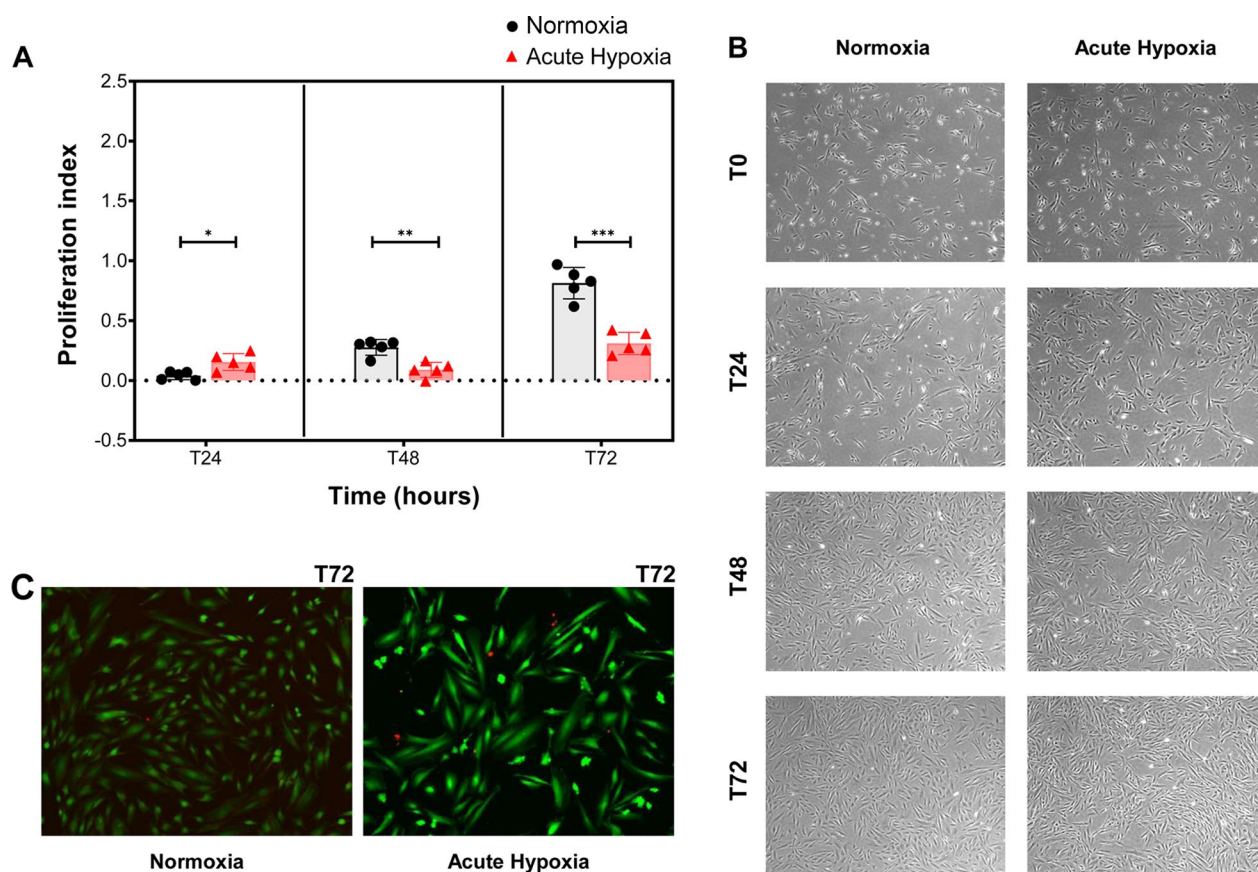 Normoxia
Acute Hypoxia
A
2.5
2.0
1.5
1.0
0.5
0.0
-0.5
Proliferation index
*
**
***
T24
T48
T72
Time (hours)
B
Normoxia
Acute Hypoxia
T0
T24
T48
T72
C
T72
T72
Normoxia
Acute Hypoxia